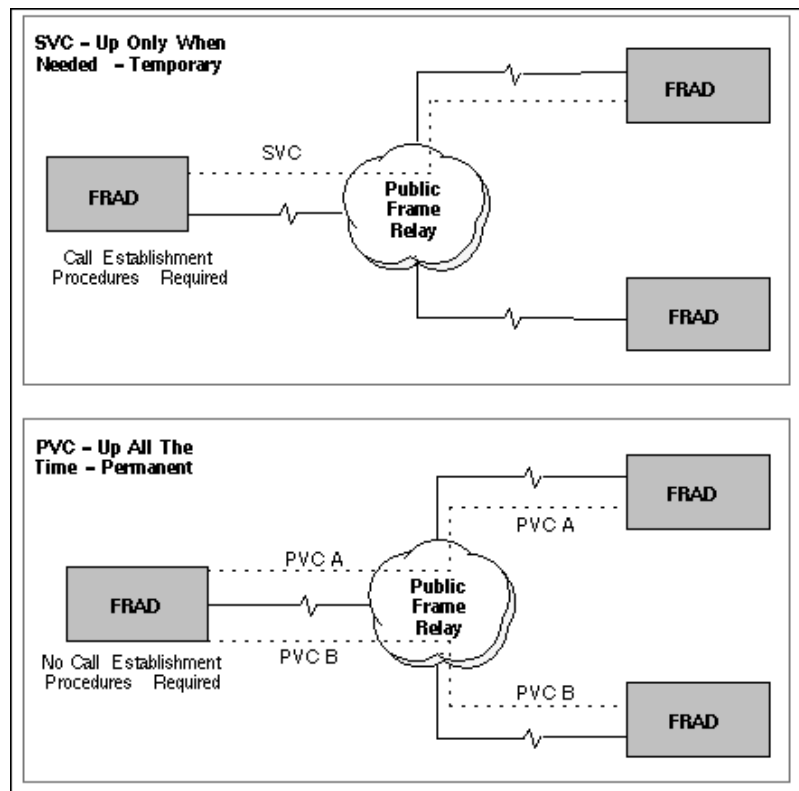 SVC – Up Only When
Needed – Temporary
FRAD
SVC
FRAD
Public
Frame
Relay
Call Establishment
Procedures Required
FRAD
PVC – Up All The
Time – Permanent
FRAD
PVC A
PVC A
FRAD
Public
Frame
Relay
PVC B
No Call Establishment
Procedures Required
PVC B
FRAD